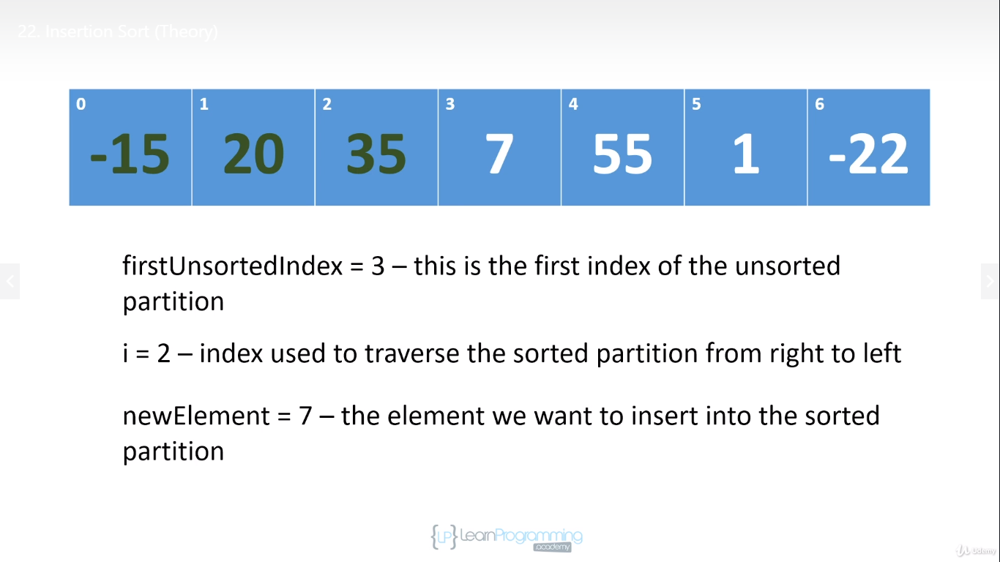 22. Insertion Sort (Theory)
0 1 2 3 4 5 6
-15 20 35 7 55 1 -22
firstUnsortedIndex = 3 – this is the first index of the unsorted
partition
i = 2 – index used to traverse the sorted partition from right to left
newElement = 7 – the element we want to insert into the sorted
partition
{LP} LearnProgramming
.academy
Udemy